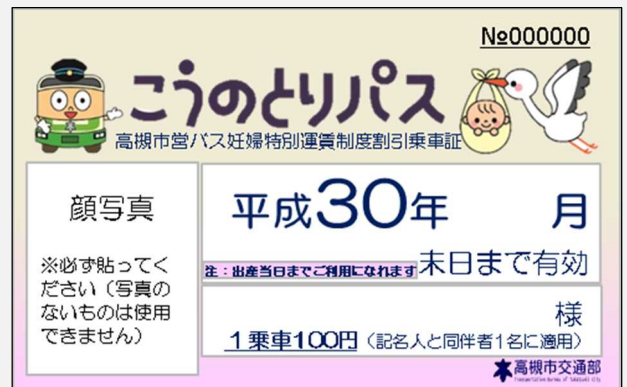 №000000
こうのとりパス
高槻市営バス妊婦特別運賃制度割引乗車証
顔写真
※必ず貼ってく
ださい（写真の
ないものは使用
できません）
平成30年 月
注：出産当日までご利用になれます 末日まで有効
様
1乗車100円（記名人と同伴者1名に適用）
高槻市交通部
Transportation Bureau of Takatsuki City